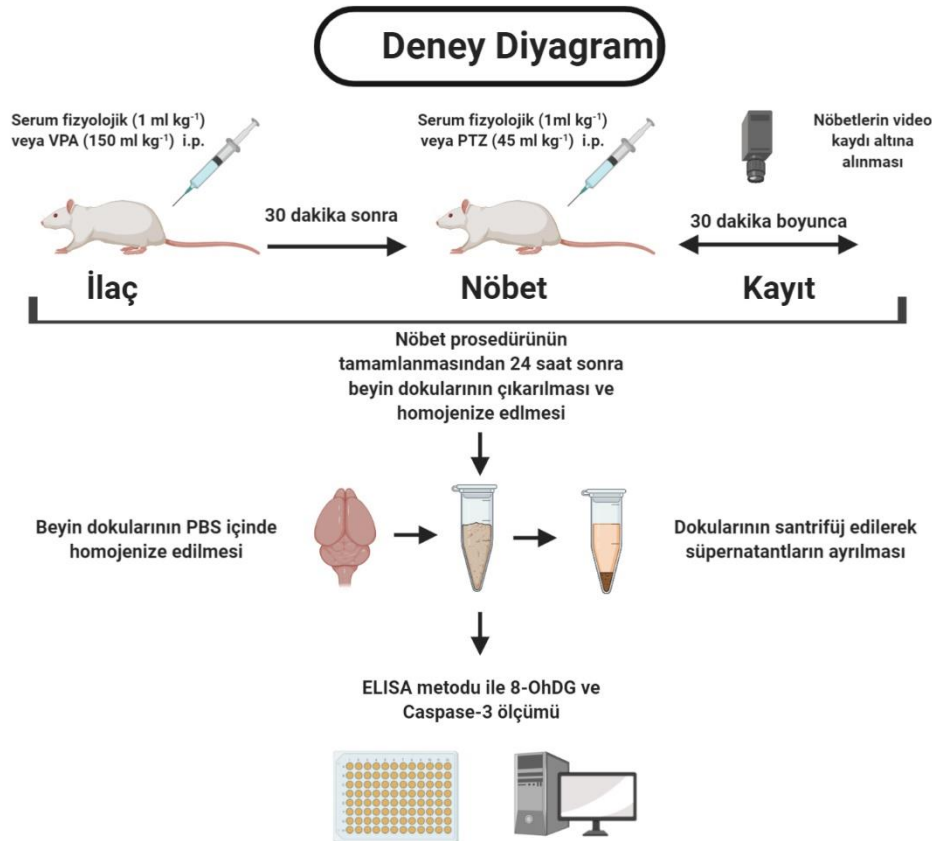 Deney Diyagramı
Serum fizyolojik (1 ml kg⁻¹)
veya VPA (150 ml kg⁻¹) i.p.
Serum fizyolojik (1ml kg⁻¹)
veya PTZ (45 ml kg⁻¹) i.p.
Nöbetlerin video
kaydı altına
alınması
30 dakika sonra
30 dakika boyunca
İlaç
Nöbet
Kayıt
Nöbet prosedürünün
tamamlanmasından 24 saat sonra
beyin dokularının çıkarılması ve
homojenize edlmesi
Beyin dokularının PBS içinde
homojenize edilmesi
Dokularının santrifüj edilerek
süpernatantların ayrılması
ELISA metodu ile 8-OhDG ve
Caspase-3 ölçümü